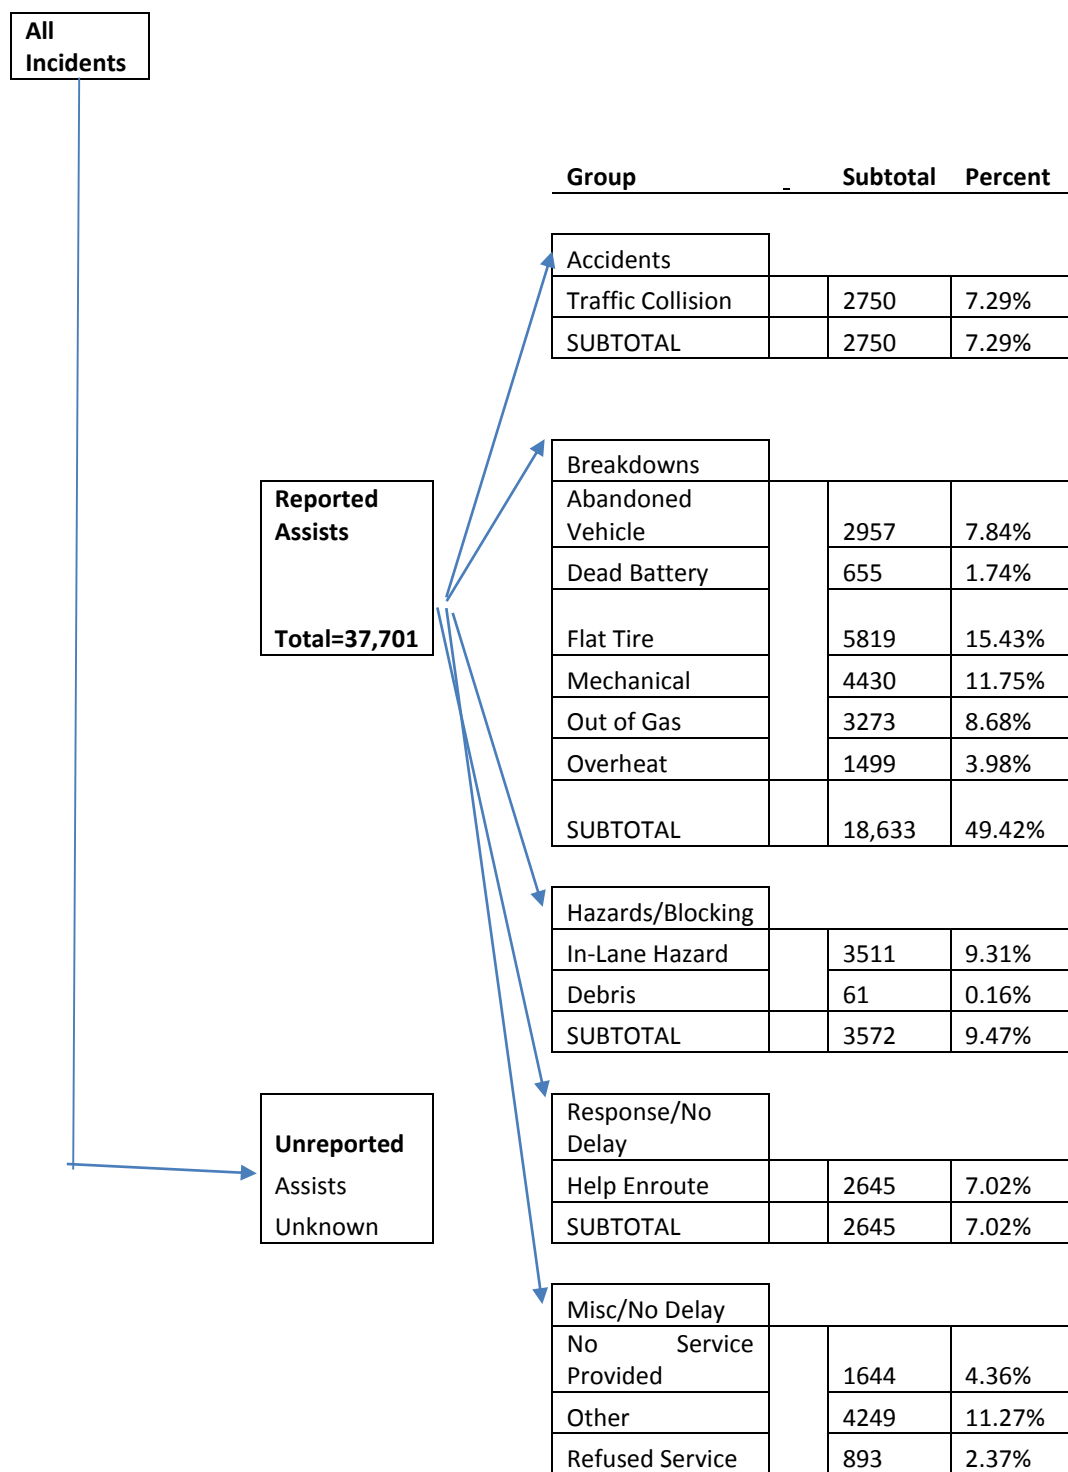 All
Incidents
Group _ Subtotal Percent
Accidents
Traffic Collision 2750 7.29%
SUBTOTAL 2750 7.29%
Breakdowns
Reported
Assists
Total=37,701
Abandoned
Vehicle 2957 7.84%
Dead Battery 655 1.74%
Flat Tire 5819 15.43%
Mechanical 4430 11.75%
Out of Gas 3273 8.68%
Overheat 1499 3.98%
SUBTOTAL 18,633 49.42%
Hazards/Blocking
In-Lane Hazard 3511 9.31%
Debris 61 0.16%
SUBTOTAL 3572 9.47%
Unreported
Assists
Unknown
Response/No
Delay
Help Enroute 2645 7.02%
SUBTOTAL 2645 7.02%
Misc/No Delay
No Service
Provided 1644 4.36%
Other 4249 11.27%
Refused Service 893 2.37%